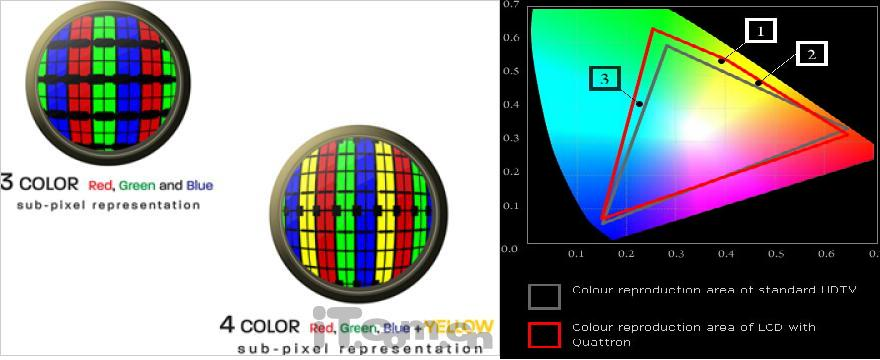 3 COLOR Red, Green and Blue
sub-pixel representation
4 COLOR Red, Green, Blue + YELLOW
sub-pixel representation
iT.com.cn
0.7
0.6
0.5
0.4
0.3
0.2
0.1
0.0
0.1
0.2
0.3
0.4
0.5
0.6
0.
1
2
3
Colour reproduction area of standard HDTV
Colour reproduction area of LCD with
Quattron